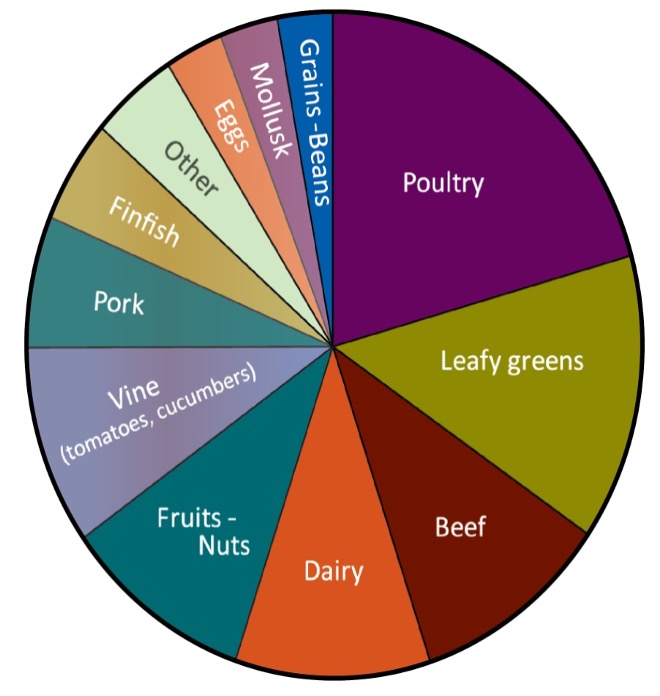 Poultry
Leafy greens
Beef
Dairy
Fruits -
Nuts
Vine
(tomatoes, cucumbers)
Pork
Finfish
Other
Eggs
Mollusk
Grains -Beans